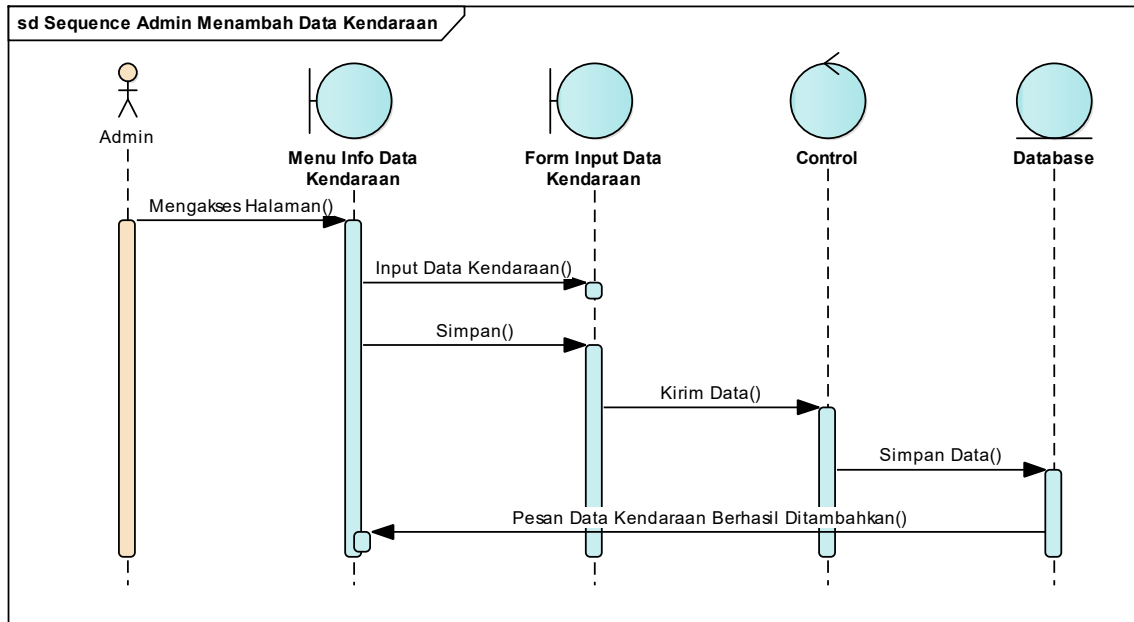 sd Sequence Admin Menambah Data Kendaraan
Admin
Menu Info Data
Kendaraan
Form Input Data
Kendaraan
Control
Database
Mengakses Halaman()
Input Data Kendaraan()
Simpan()
Kirim Data()
Simpan Data()
Pesan Data Kendaraan Berhasil Ditambahkan()